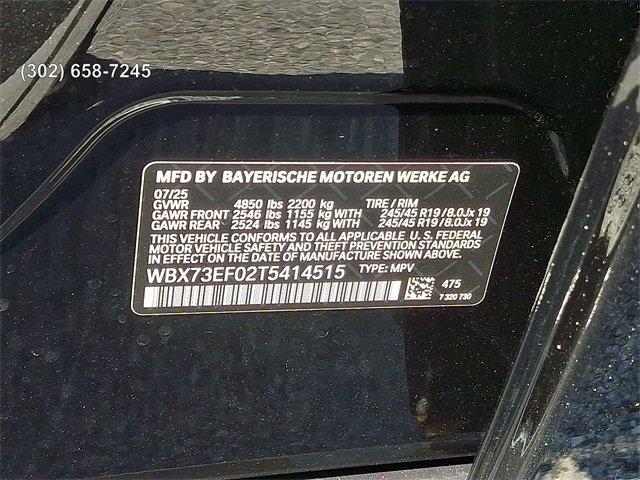 (302) 658-7245
MFD BY BAYERISCHE MOTOREN WERKE AG
07/25
GVWR 4850 lbs 2200 kg TIRE / RIM
GAWR FRONT 2546 lbs 1155 kg WITH 245/45 R19 / 8.0Jx 19
GAWR REAR 2524 lbs 1145 kg WITH 245/45 R19 / 8.0Jx 19
THIS VEHICLE CONFORMS TO ALL APPLICABLE U. S. FEDERAL
MOTOR VEHICLE SAFETY AND THEFT PREVENTION STANDARDS
IN EFFECT ON THE DATE OF MANUFACTURE SHOWN ABOVE.
WBX73EF02T5414515 TYPE: MPV
475
7 320 730